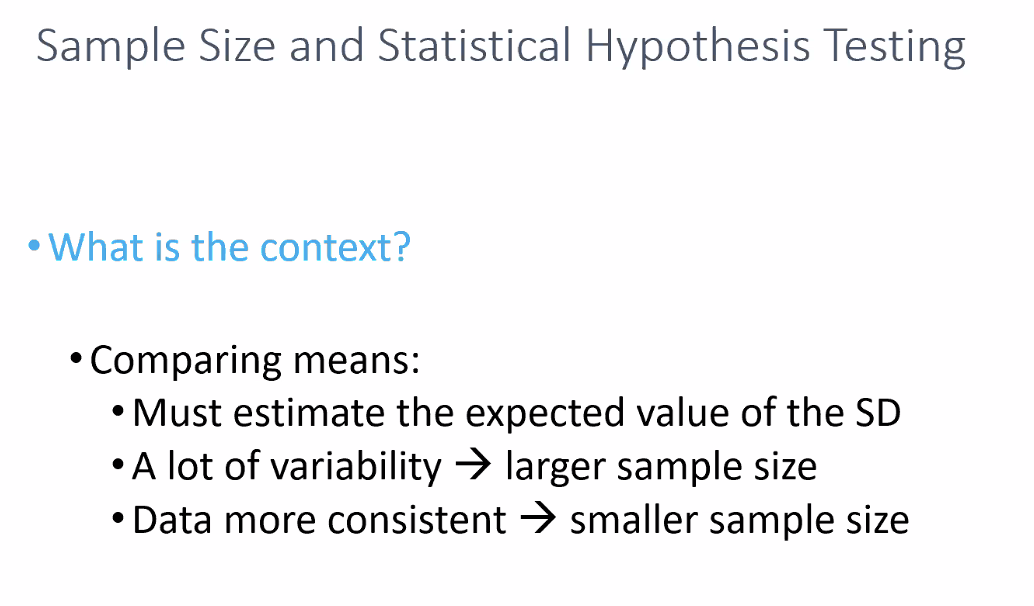 Sample Size and Statistical Hypothesis Testing
• What is the context?
• Comparing means:
• Must estimate the expected value of the SD
• A lot of variability → larger sample size
• Data more consistent → smaller sample size